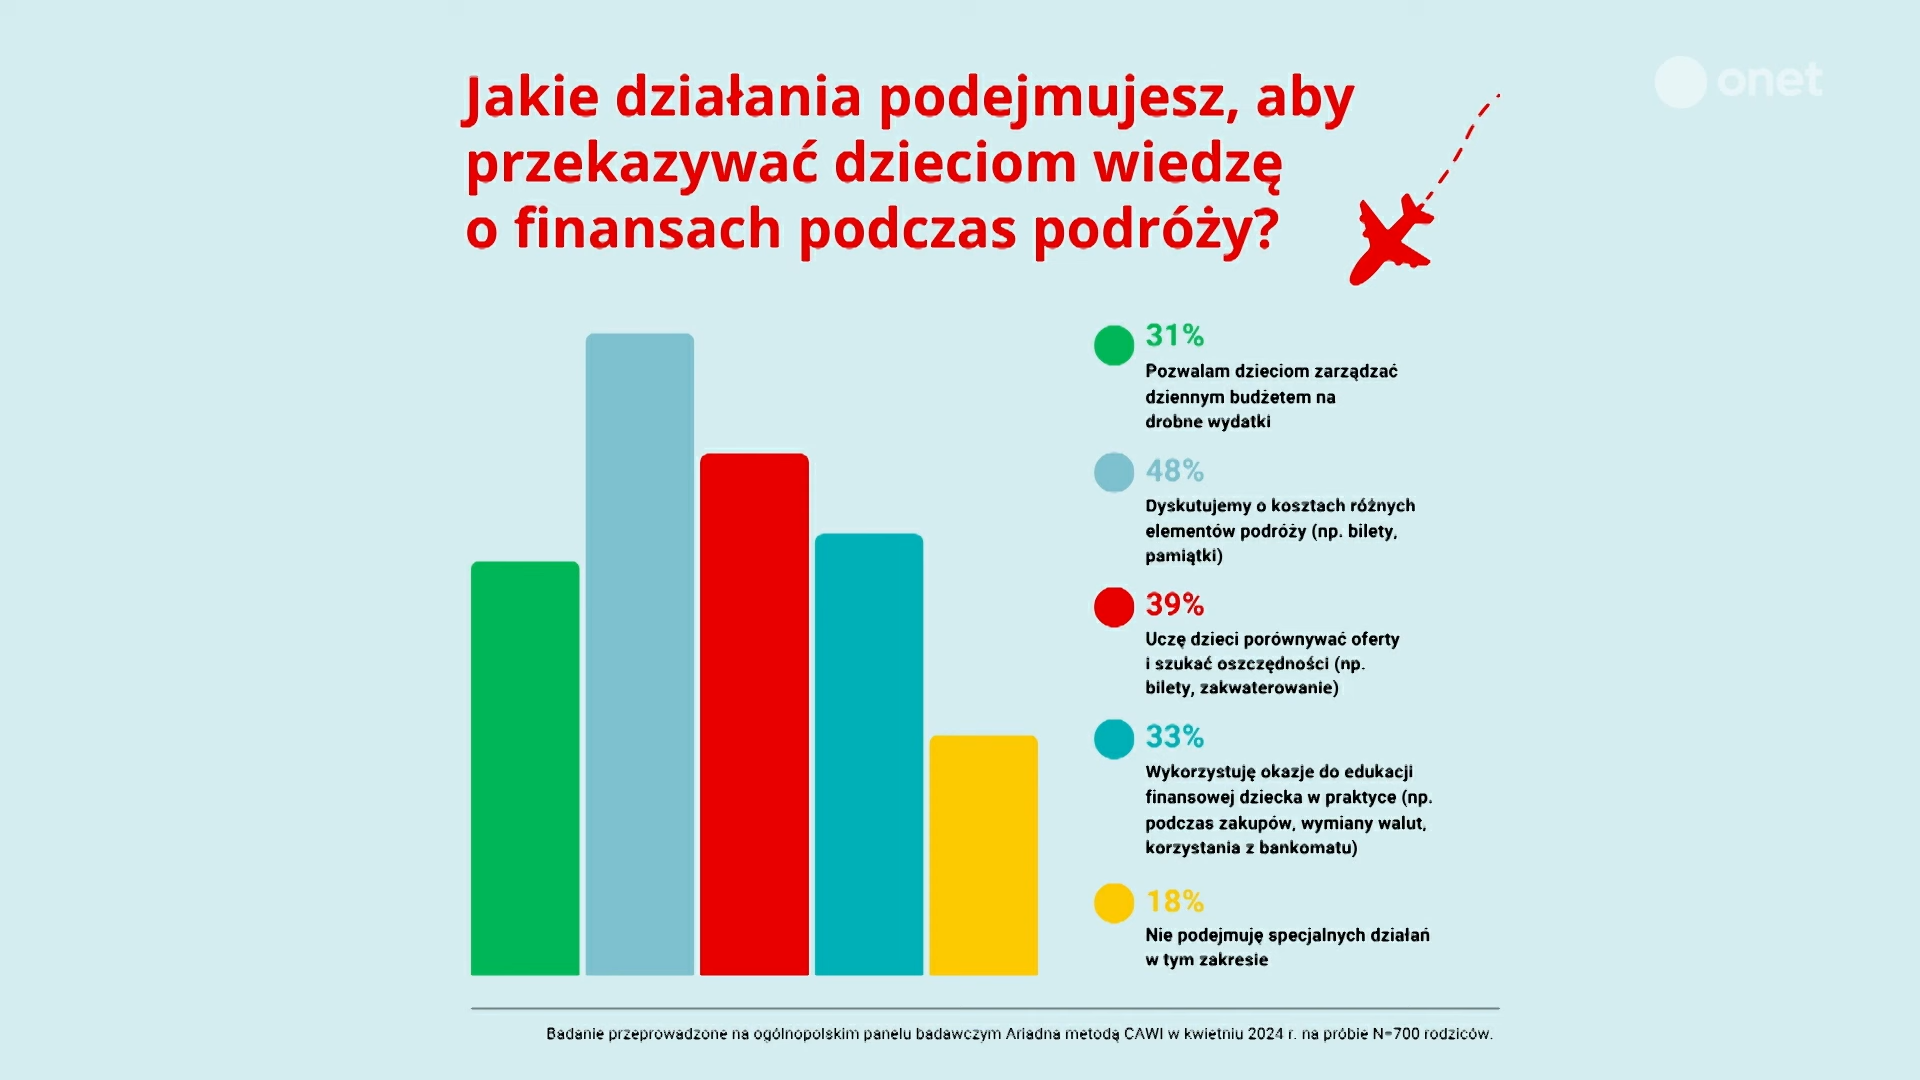 onet
Jakie działania podejmujesz, aby
przekazywać dzieciom wiedzę
o finansach podczas podróży?
31%
Pozwalam dzieciom zarządzać
dziennym budżetem na
drobne wydatki
48%
Dyskutujemy o kosztach różnych
elementów podróży (np. bilety,
pamiątki)
39%
Uczę dzieci porównywać oferty
i szukać oszczędności (np.
bilety, zakwaterowanie)
33%
Wykorzystuję okazje do edukacji
finansowej dziecka w praktyce (np.
podczas zakupów, wymiany walut,
korzystania z bankomatu)
18%
Nie podejmuję specjalnych działań
w tym zakresie
Badanie przeprowadzone na ogólnopolskim panelu badawczym Ariadna metodą CAWI w kwietniu 2024 r. na próbie N=700 rodziców.